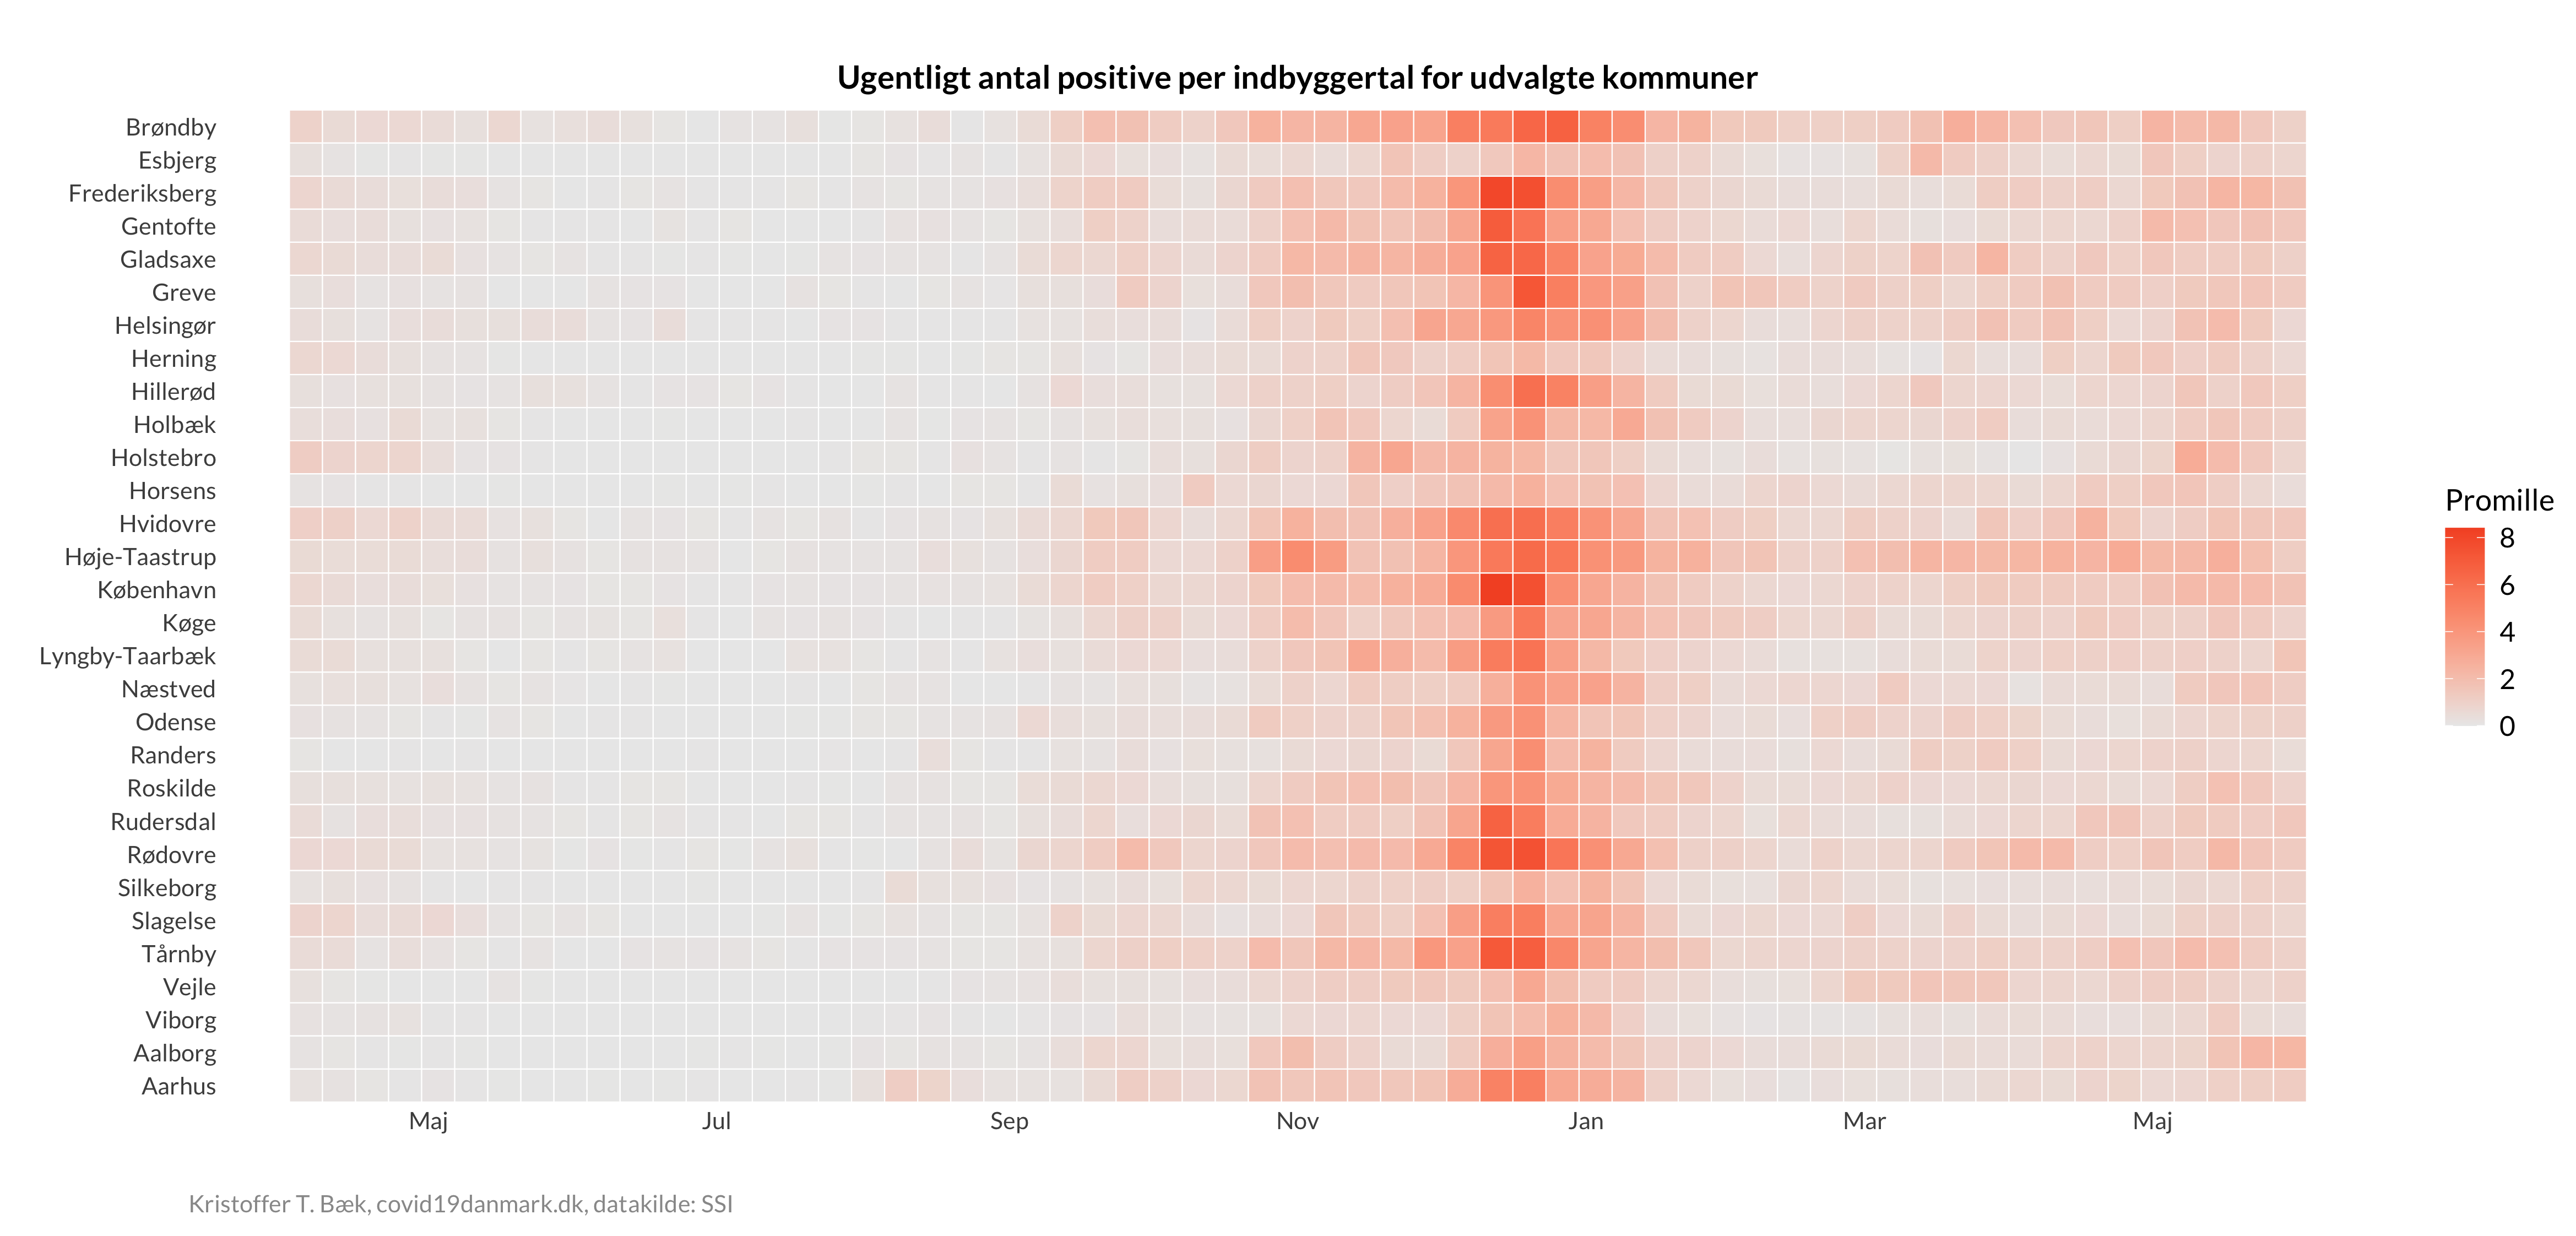 Ugentligt antal positive per indbyggertal for udvalgte kommuner
Brøndby
Esbjerg
Frederiksberg
Gentofte
Gladsaxe
Greve
Helsingør
Herning
Hillerød
Holbæk
Holstebro
Horsens
Hvidovre
Høje-Taastrup
København
Køge
Lyngby-Taarbæk
Næstved
Odense
Randers
Roskilde
Rudersdal
Rødovre
Silkeborg
Slagelse
Tårnby
Vejle
Viborg
Aalborg
Aarhus
Maj Jul Sep Nov Jan Mar Maj
Promille
8
6
4
2
0
Kristoffer T. Bæk, covid19danmark.dk, datakilde: SSI